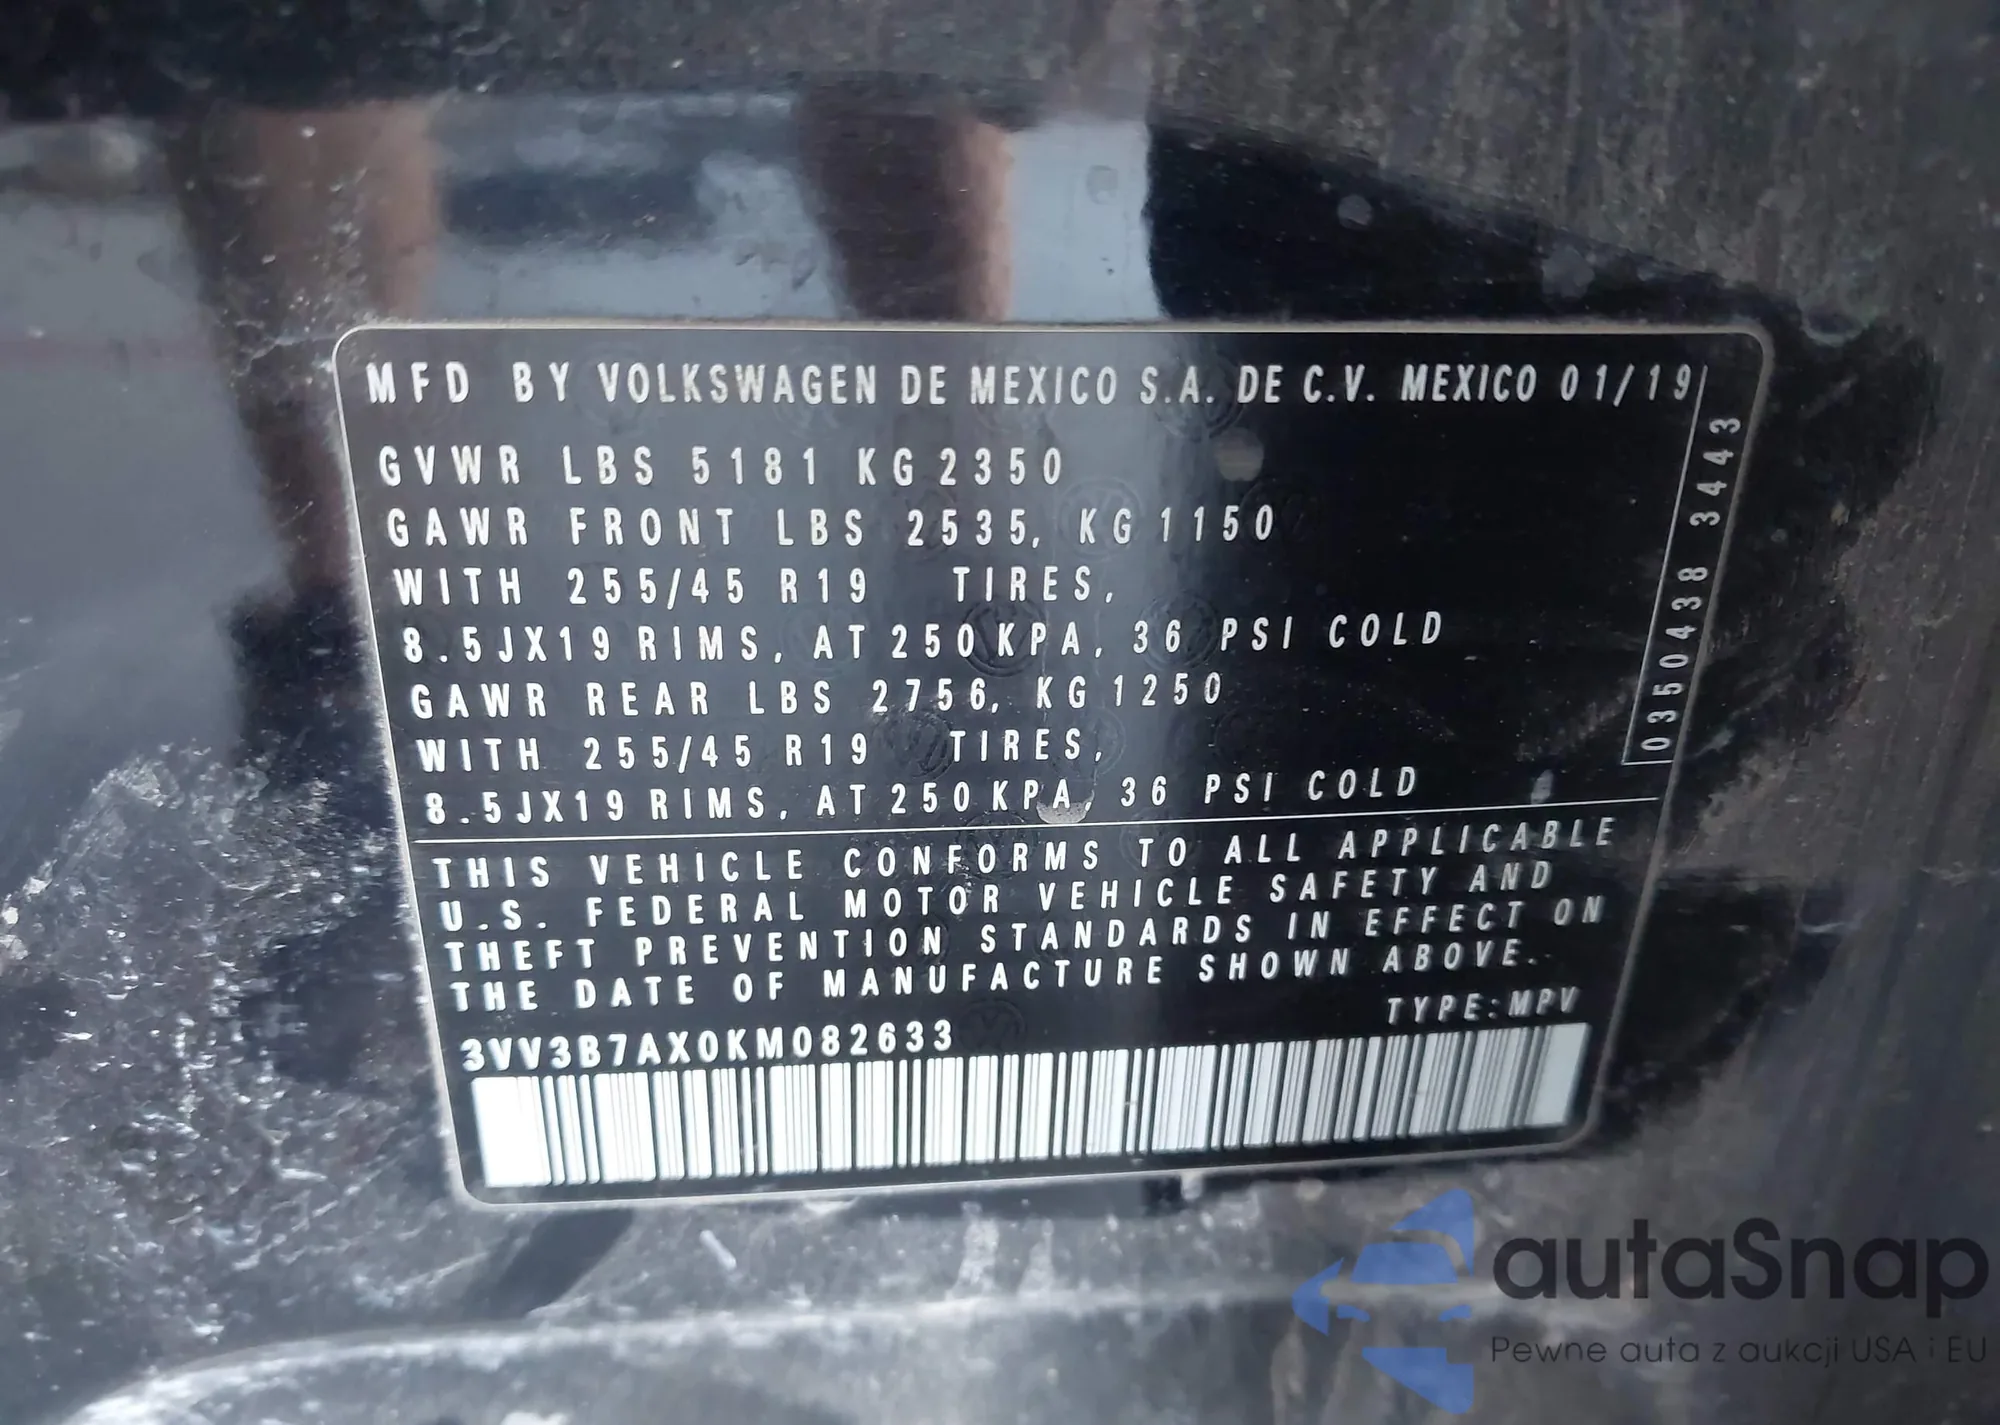 MFD BY VOLKSWAGEN DE MEXICO S.A. DE C.V. MEXICO 01/19
GVWR LBS 5181 KG 2350
GAWR FRONT LBS 2535, KG 1150
WITH 255/45 R19 TIRES,
8.5JX19 RIMS, AT 250 KPA, 36 PSI COLD
GAWR REAR LBS 2756, KG 1250
WITH 255/45 R19 TIRES,
8.5JX19 RIMS, AT 250 KPA, 36 PSI COLD
0350438 3443
THIS VEHICLE CONFORMS TO ALL APPLICABLE
U.S. FEDERAL MOTOR VEHICLE SAFETY AND
THEFT PREVENTION STANDARDS IN EFFECT ON
THE DATE OF MANUFACTURE SHOWN ABOVE.
TYPE: MPV
3VV3B7AX0KM082633
autaSnap
Pewne auta z aukcji USA i EU